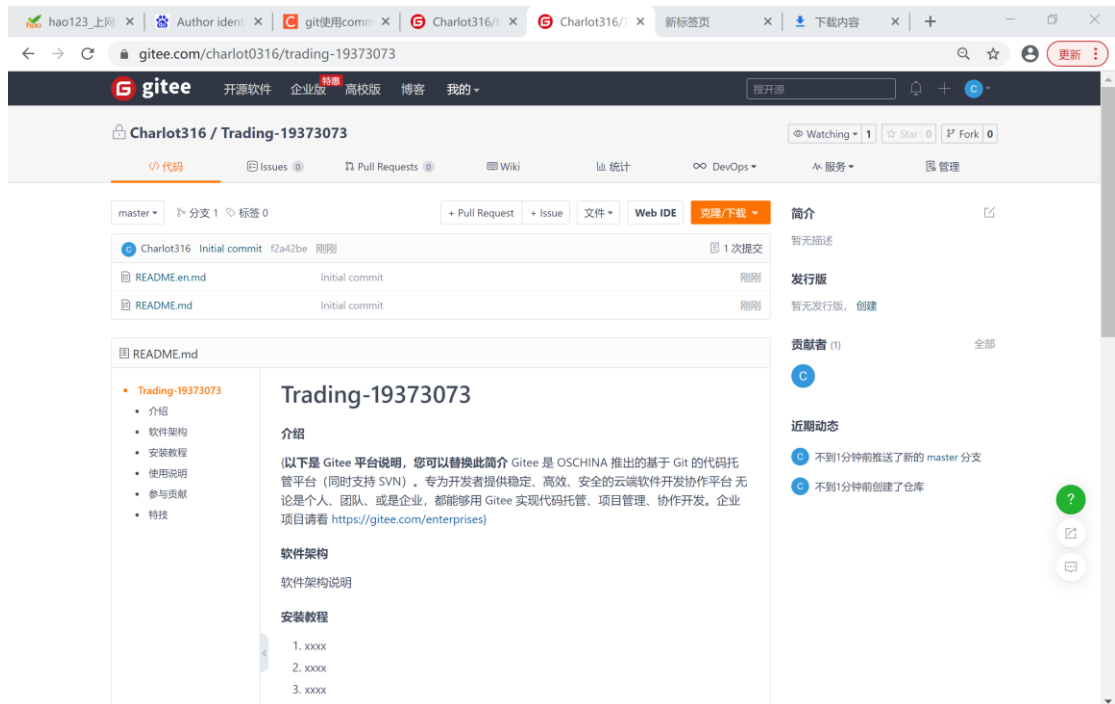 hao123_上网 Author ident git使用comm Charlot316/t Charlot316/T 新标签页 下载内容
gitee.com/charlot0316/trading-19373073 更新
gitee 开源软件 企业版 特惠 高校版 博客 我的 搜开源 C
Charlot316 / Trading-19373073 Watching 1 Star 0 Fork 0
代码 Issues 0 Pull Requests 0 Wiki 统计 DevOps 服务 管理
master 分支 1 标签 0 + Pull Request + Issue 文件 Web IDE 克隆/下载
C Charlot316 Initial commit f2a42be 刚刚 1 次提交
README.en.md Initial commit 刚刚
README.md Initial commit 刚刚
README.md
Trading-19373073
介绍
软件架构
安装教程
使用说明
参与贡献
特技
Trading-19373073
介绍
{以下是 Gitee 平台说明，您可以替换此简介 Gitee 是 OSCHINA 推出的基于 Git 的代码托
管平台（同时支持 SVN）。专为开发者提供稳定、高效、安全的云端软件开发协作平台 无
论是个人、团队、或是企业，都能够用 Gitee 实现代码托管、项目管理、协作开发。企业
项目请看 https://gitee.com/enterprises}
软件架构
软件架构说明
安装教程
1. xxxx
2. xxxx
3. xxxx
简介
暂无描述
发行版
暂无发行版， 创建
贡献者 (1) 全部
C
近期动态
C 不到1分钟前推送了新的 master 分支
C 不到1分钟前创建了仓库
?